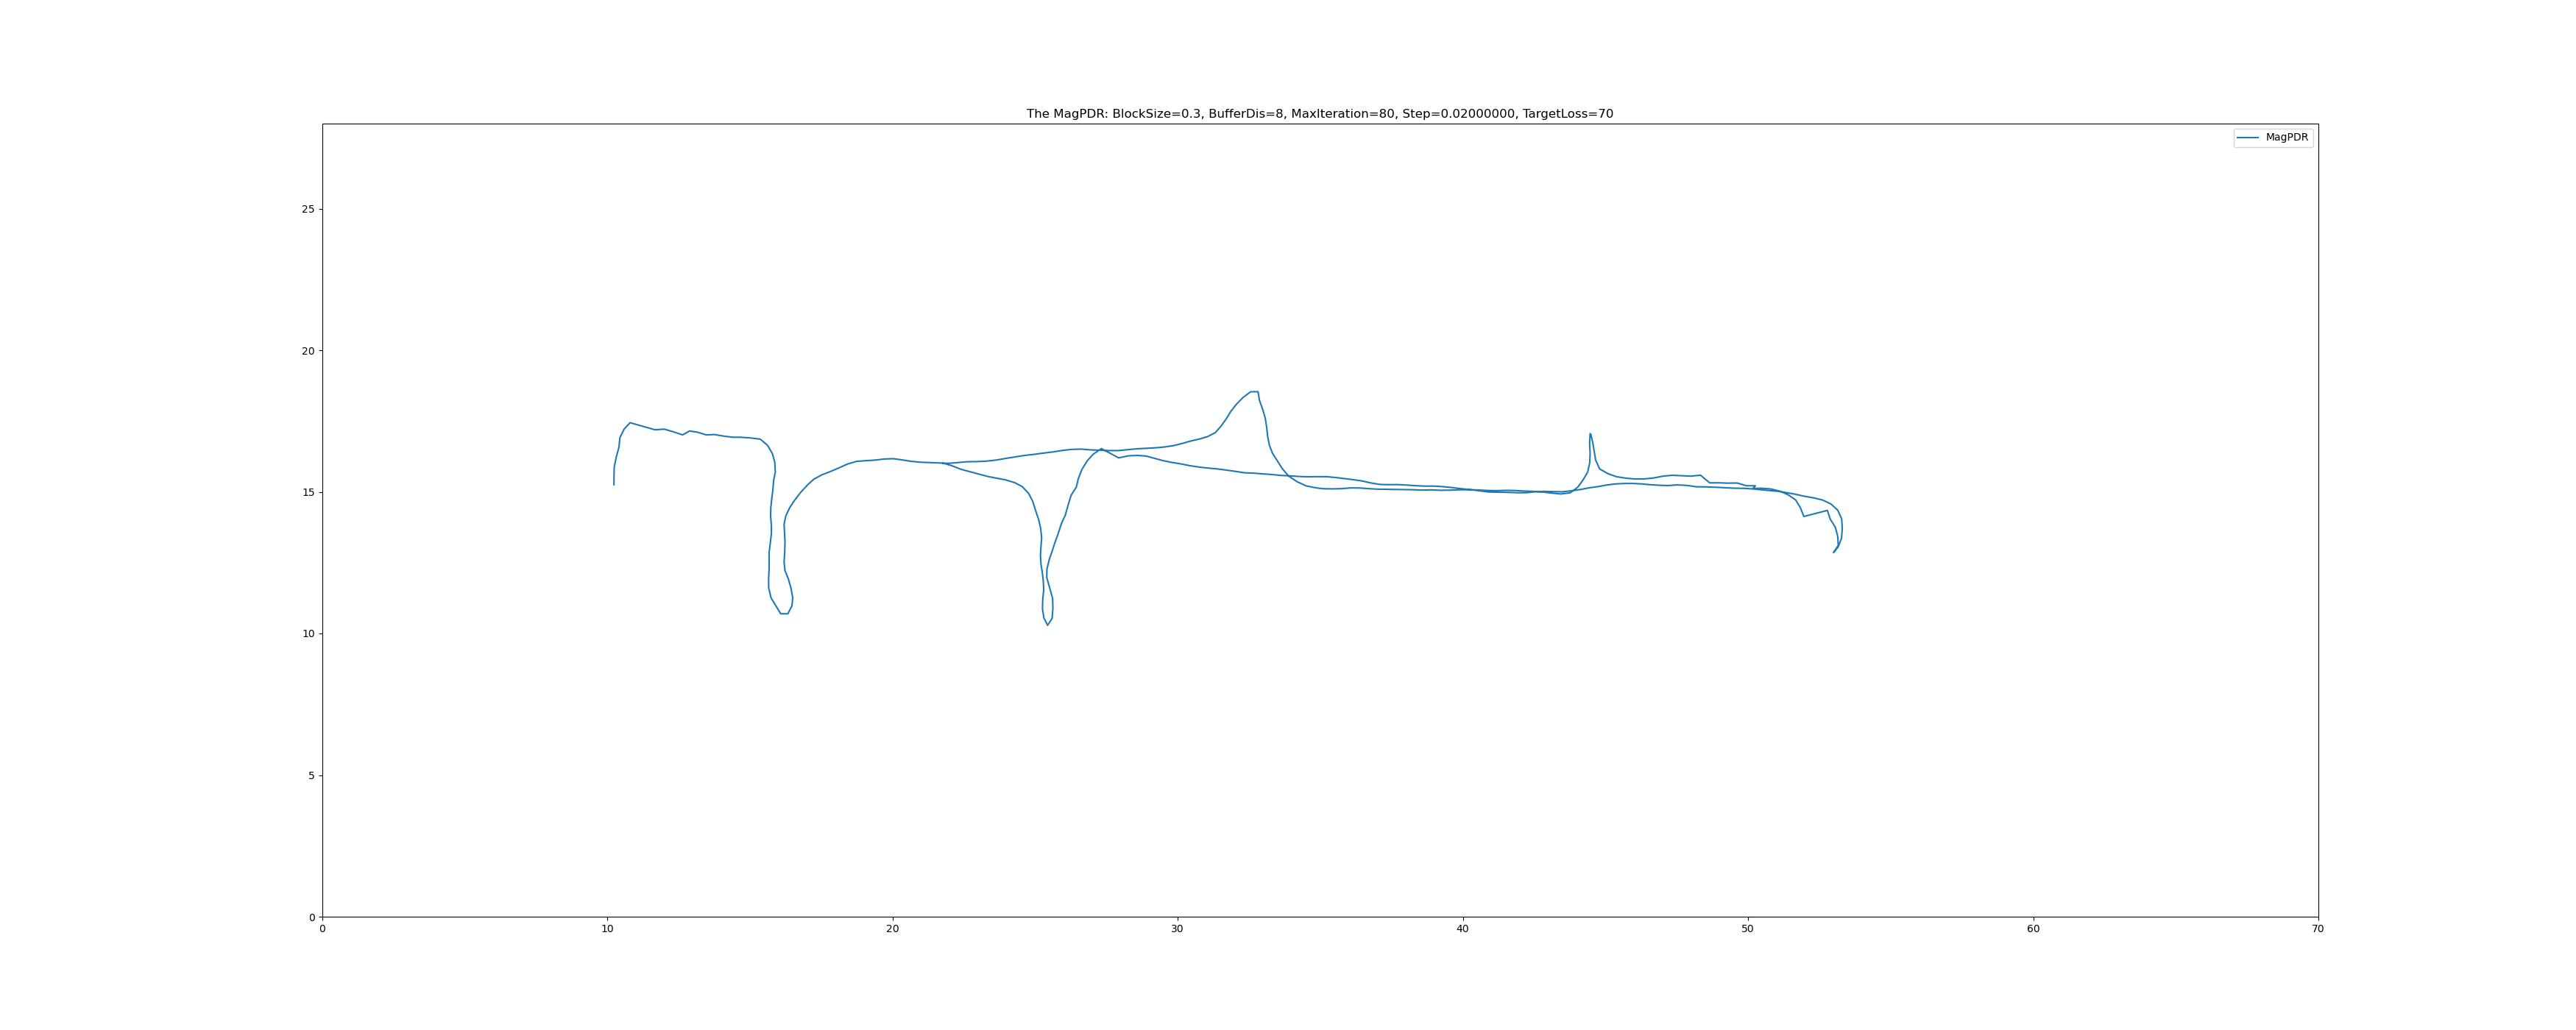 The MagPDR: BlockSize=0.3, BufferDis=8, MaxIteration=80, Step=0.02000000, TargetLoss=70
MagPDR
25
20
15
10
5
0
0 10 20 30 40 50 60 70